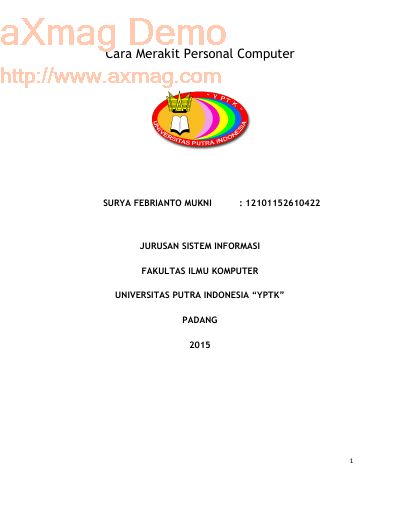 aXmag Demo
Cara Merakit Personal Computer
http://www.axmag.com
- Y P T K -
UNIVERSITAS PUTRA INDONESIA
SURYA FEBRIANTO MUKNI : 12101152610422
JURUSAN SISTEM INFORMASI
FAKULTAS ILMU KOMPUTER
UNIVERSITAS PUTRA INDONESIA “YPTK”
PADANG
2015
1